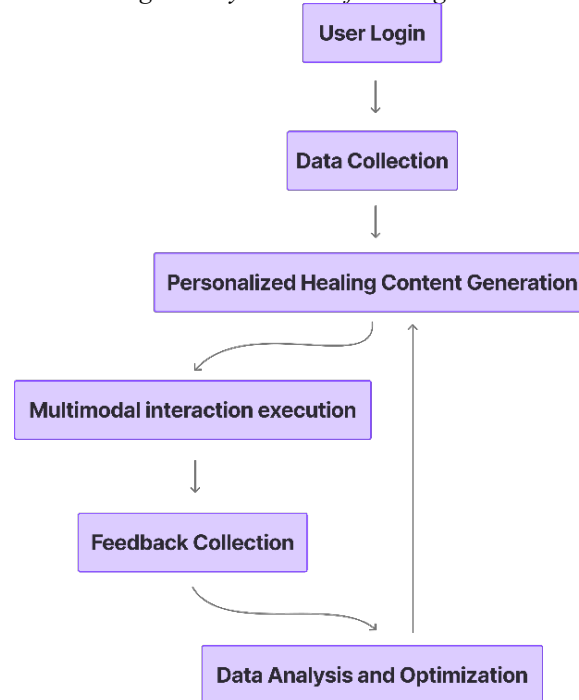 User Login
Data Collection
Personalized Healing Content Generation
Multimodal interaction execution
Feedback Collection
Data Analysis and Optimization